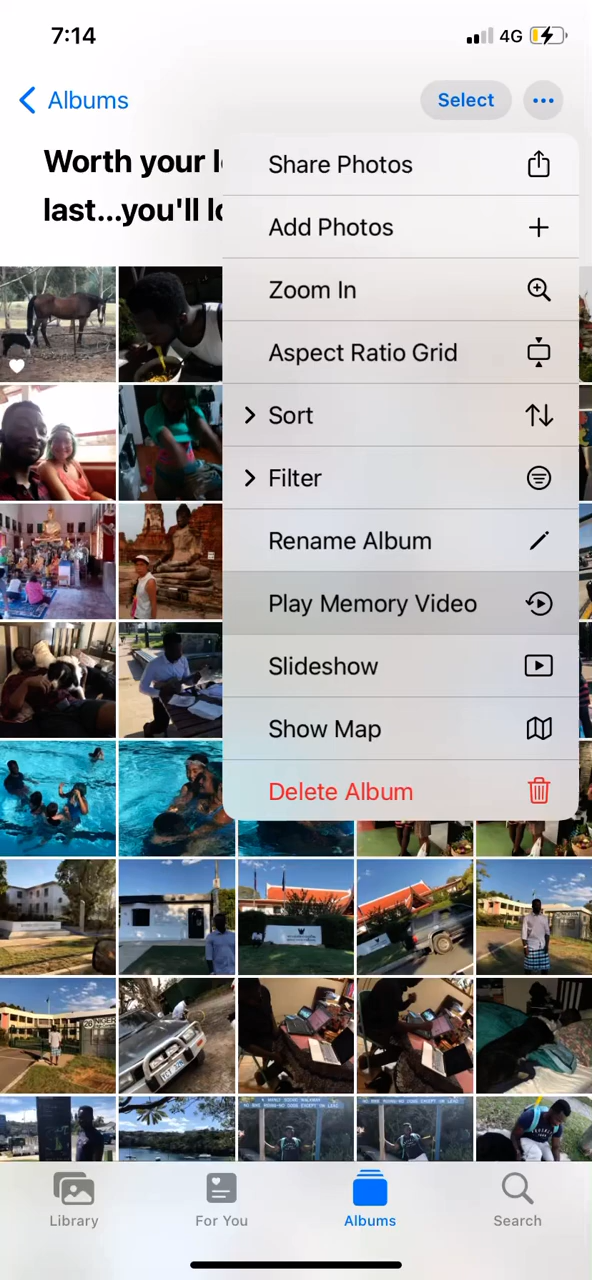 7:14
4G
Albums
Select
Worth your
last...you'll
Share Photos
Add Photos
Zoom In
Aspect Ratio Grid
Sort
Filter
Rename Album
Play Memory Video
Slideshow
Show Map
Delete Album
Library
For You
Albums
Search